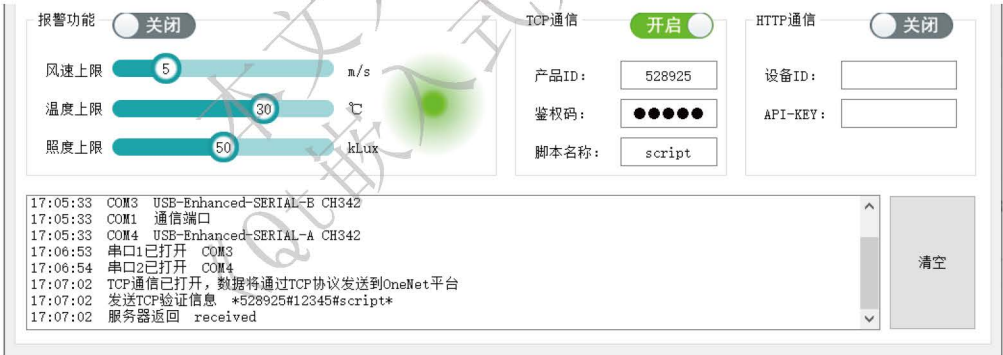 报警功能 关闭
风速上限 5 m/s
温度上限 30 ℃
照度上限 50 kLux
TCP通信 开启
产品ID: 528925
鉴权码: ●●●●●
脚本名称: script
HTTP通信 关闭
设备ID:
API-KEY:
17:05:33 COM3 USB-Enhanced-SERIAL-B CH342
17:05:33 COM1 通信端口
17:05:33 COM4 USB-Enhanced-SERIAL-A CH342
17:06:53 串口1已打开 COM3
17:06:54 串口2已打开 COM4
17:07:02 TCP通信已打开，数据将通过TCP协议发送到OneNet平台
17:07:02 发送TCP验证信息 *528925#12345#script*
17:07:02 服务器返回 received
清空